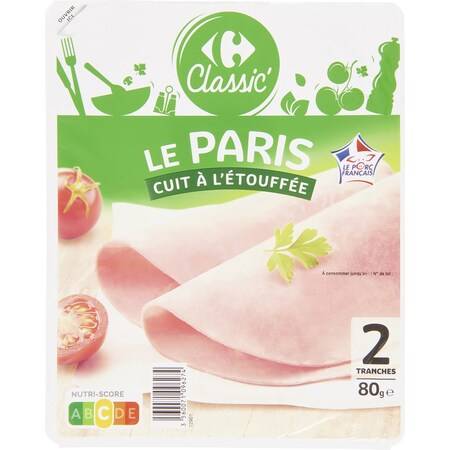 OUVRIR
ICI
Classic'
LE PARIS
CUIT À L'ÉTOUFFÉE
LE PORC
FRANÇAIS
À consommer jusqu'au / N° de lot :
2
TRANCHES
80g e
NUTRI-SCORE
A B C D E